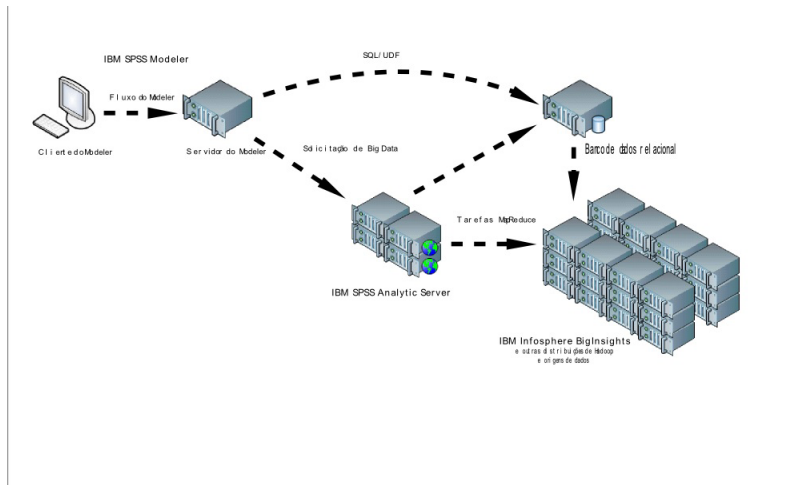 IBM SPSS Modeler
SQL/UDF
Fluxo do Modeler
Cliente do Modeler
Servidor do Modeler
Solicitação de Big Data
Banco de dados relacional
Tarefas MapReduce
IBM SPSS Analytic Server
IBM Infosphere BigInsights
e outras distribuições de Hadoop
e origens de dados